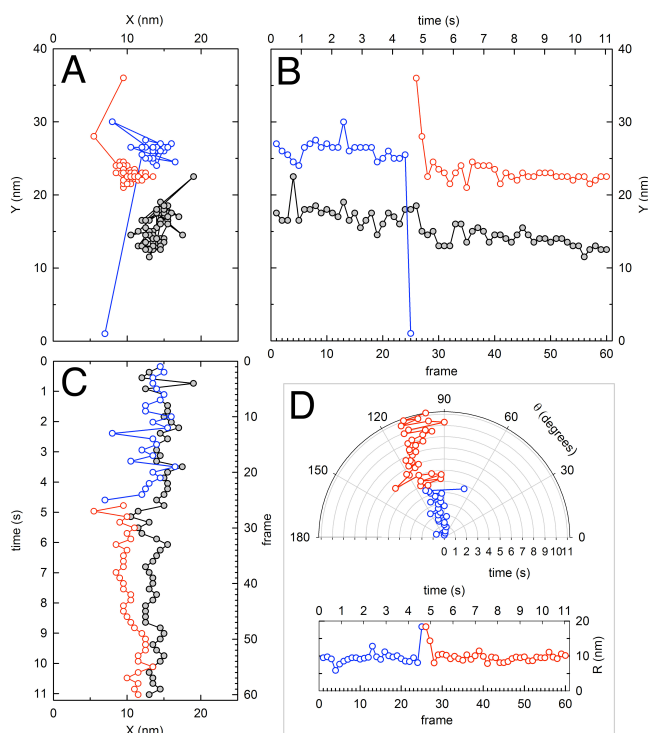 X (nm)
0 10 20
time (s)
0 1 2 3 4 5 6 7 8 9 10 11
A
B
40
30
20
10
0
Y (nm)
40
30
20
10
0
Y (nm)
0 10 20 30 40 50 60
frame
C
0
1
2
3
4
5
6
7
8
9
10
11
time (s)
0
10
20
30
40
50
60
frame
0 10 20
X (nm)
D
90
120
60
θ (degrees)
150
30
180
0
0 1 2 3 4 5 6 7 8 9 10 11
time (s)
time (s)
0 1 2 3 4 5 6 7 8 9 10 11
20
10
0
R (nm)
0 10 20 30 40 50 60
frame